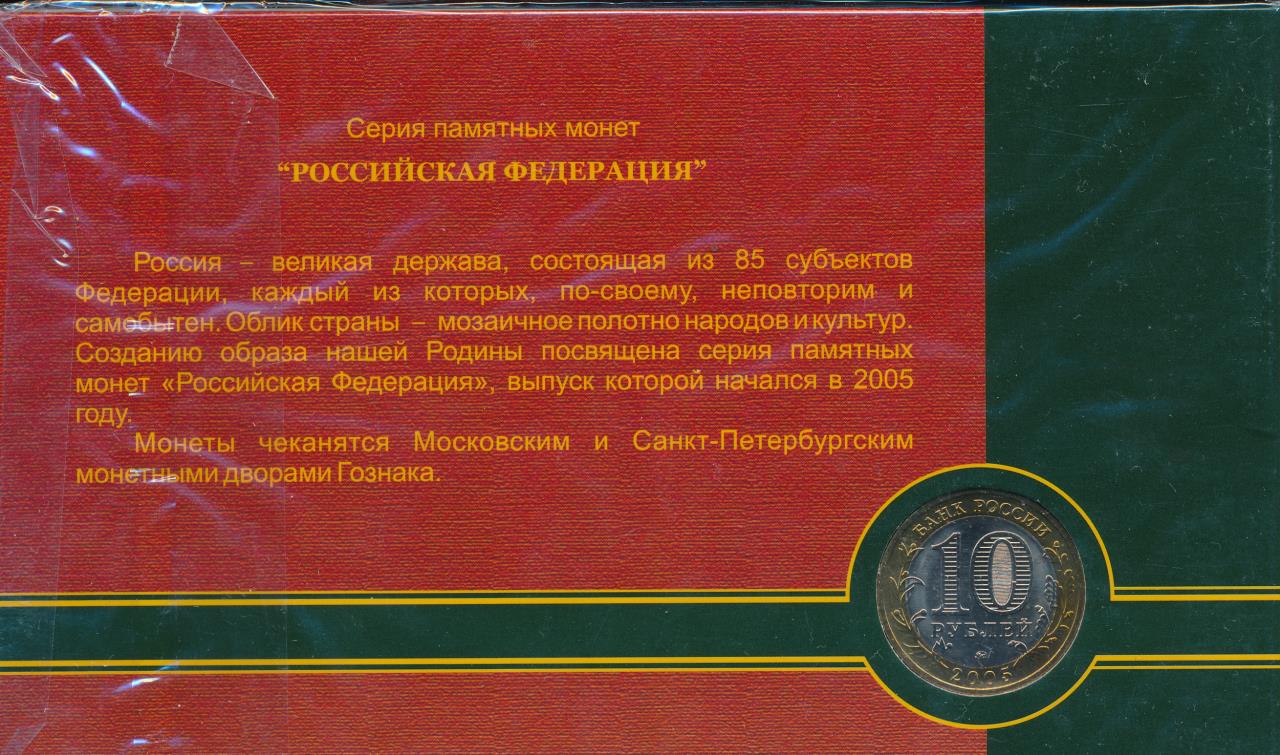 Серия памятных монет
“РОССИЙСКАЯ ФЕДЕРАЦИЯ”
Россия – великая держава, состоящая из 85 субъектов
Федерации, каждый из которых, по-своему, неповторим и
самобытен. Облик страны – мозаичное полотно народов и культур.
Созданию образа нашей Родины посвящена серия памятных
монет «Российская Федерация», выпуск которой начался в 2005
году.
Монеты чеканятся Московским и Санкт-Петербургским
монетными дворами Гознака.
БАНК РОССИИ
10
РУБЛЕЙ
2005